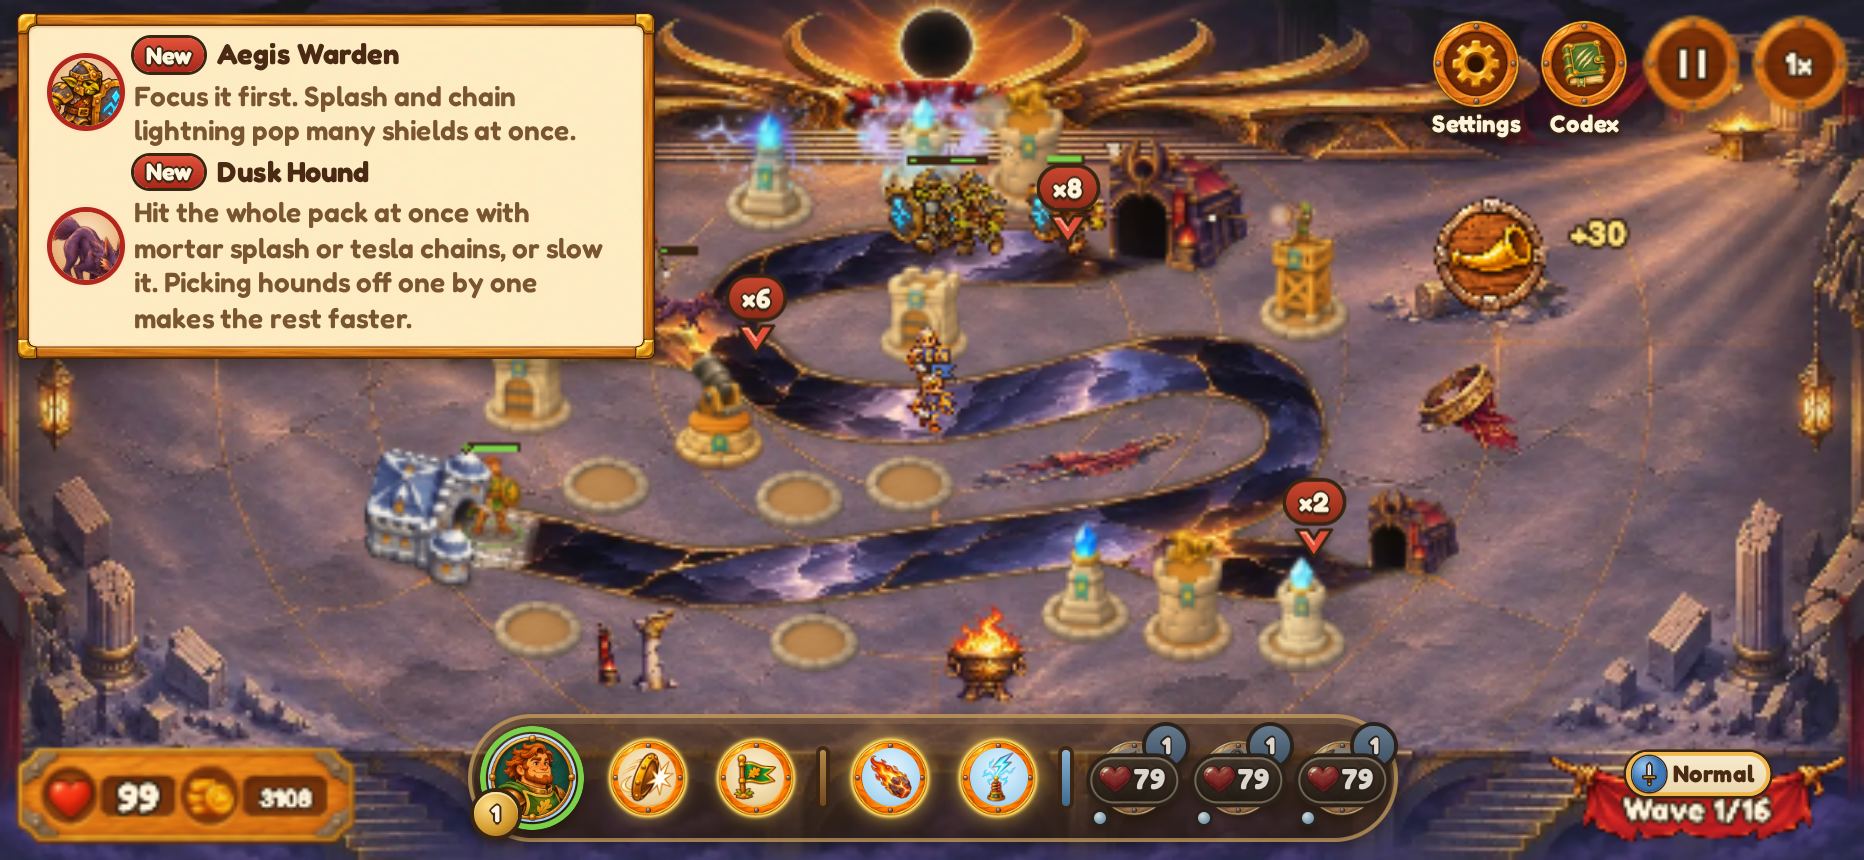 New Aegis Warden
Focus it first. Splash and chain
lightning pop many shields at once.
New Dusk Hound
Hit the whole pack at once with
mortar splash or tesla chains, or slow
it. Picking hounds off one by one
makes the rest faster.
Settings
Codex
1x
x8
+30
x6
x2
99
3108
1
1
79
1
79
1
79
Normal
Wave 1/16